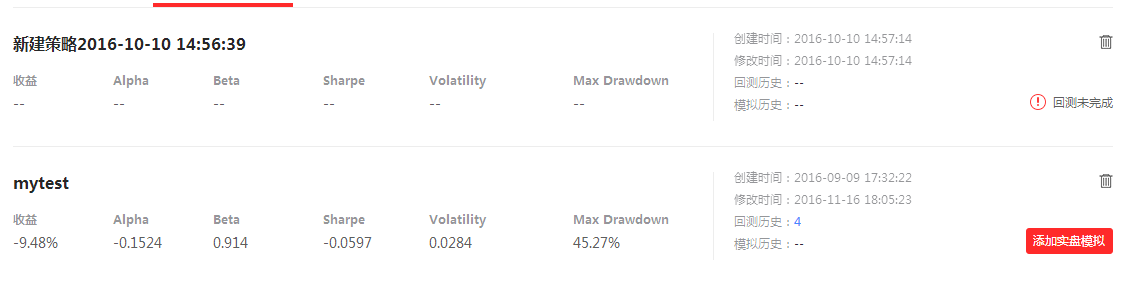 新建策略2016-10-10 14:56:39
收益 Alpha Beta Sharpe Volatility Max Drawdown
-- -- -- -- -- --
创建时间：2016-10-10 14:57:14
修改时间：2016-10-10 14:57:14
回测历史：--
模拟历史：--
回测未完成
mytest
收益 Alpha Beta Sharpe Volatility Max Drawdown
-9.48% -0.1524 0.914 -0.0597 0.0284 45.27%
创建时间：2016-09-09 17:32:22
修改时间：2016-11-16 18:05:23
回测历史：4
模拟历史：--
添加实盘模拟